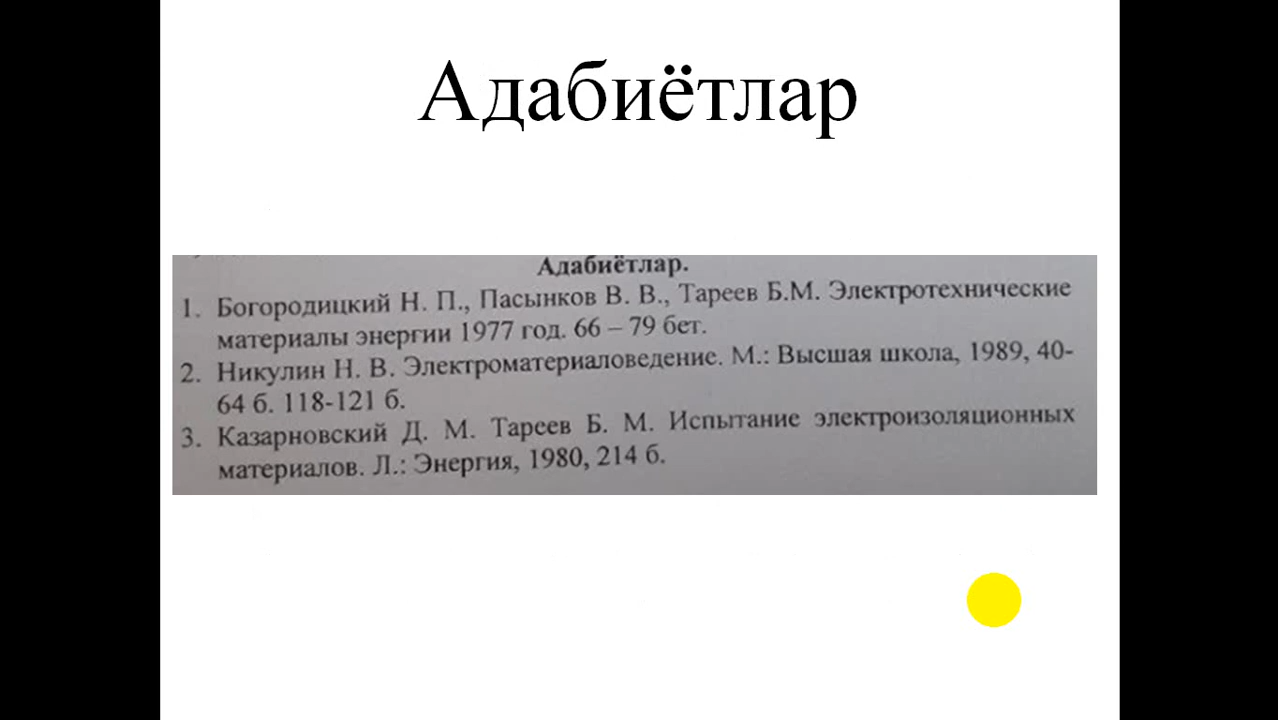 Адабиётлар
Адабиётлар.
1. Богородицкий Н. П., Пасынков В. В., Тареев Б.М. Электротехнические
материалы энергии 1977 год. 66 – 79 бет.
2. Никулин Н. В. Электроматериаловедение. М.: Высшая школа, 1989, 40-
64 б. 118-121 б.
3. Казарновский Д. М. Тареев Б. М. Испытание электроизоляционных
материалов. Л.: Энергия, 1980, 214 б.